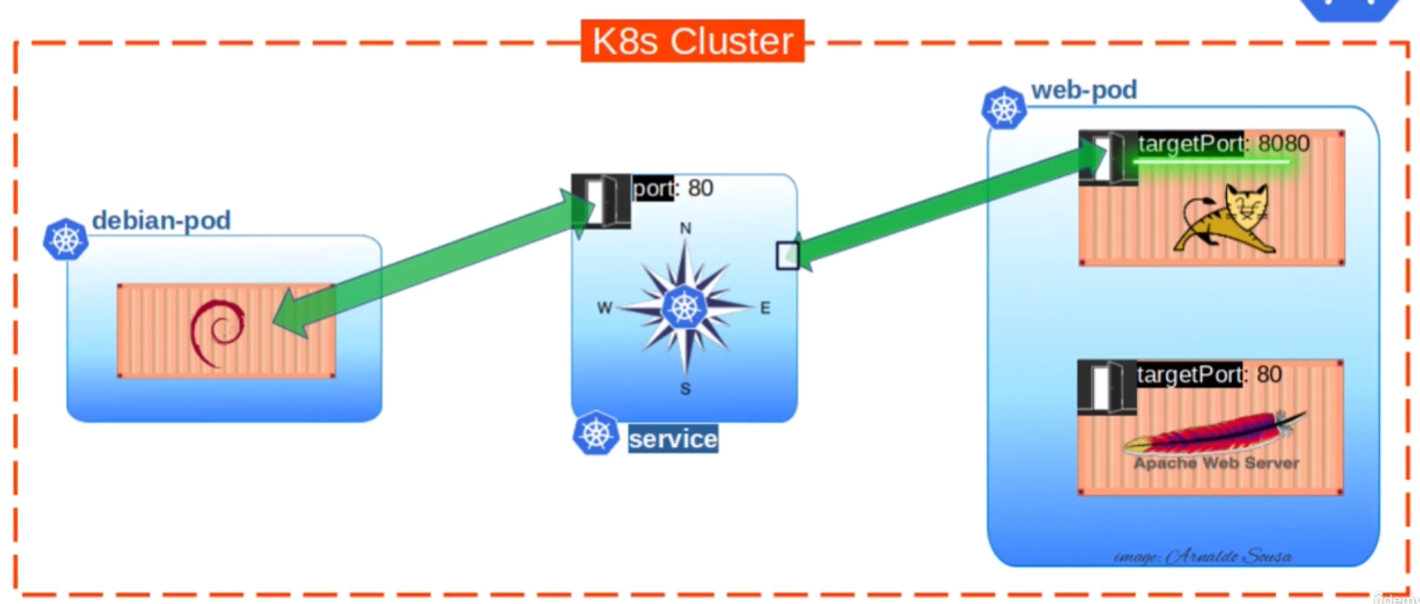 K8s Cluster
web-pod
targetPort: 8080
port: 80
debian-pod
N
W
E
S
targetPort: 80
service
Apache Web Server
image: Arnaldo Sousa